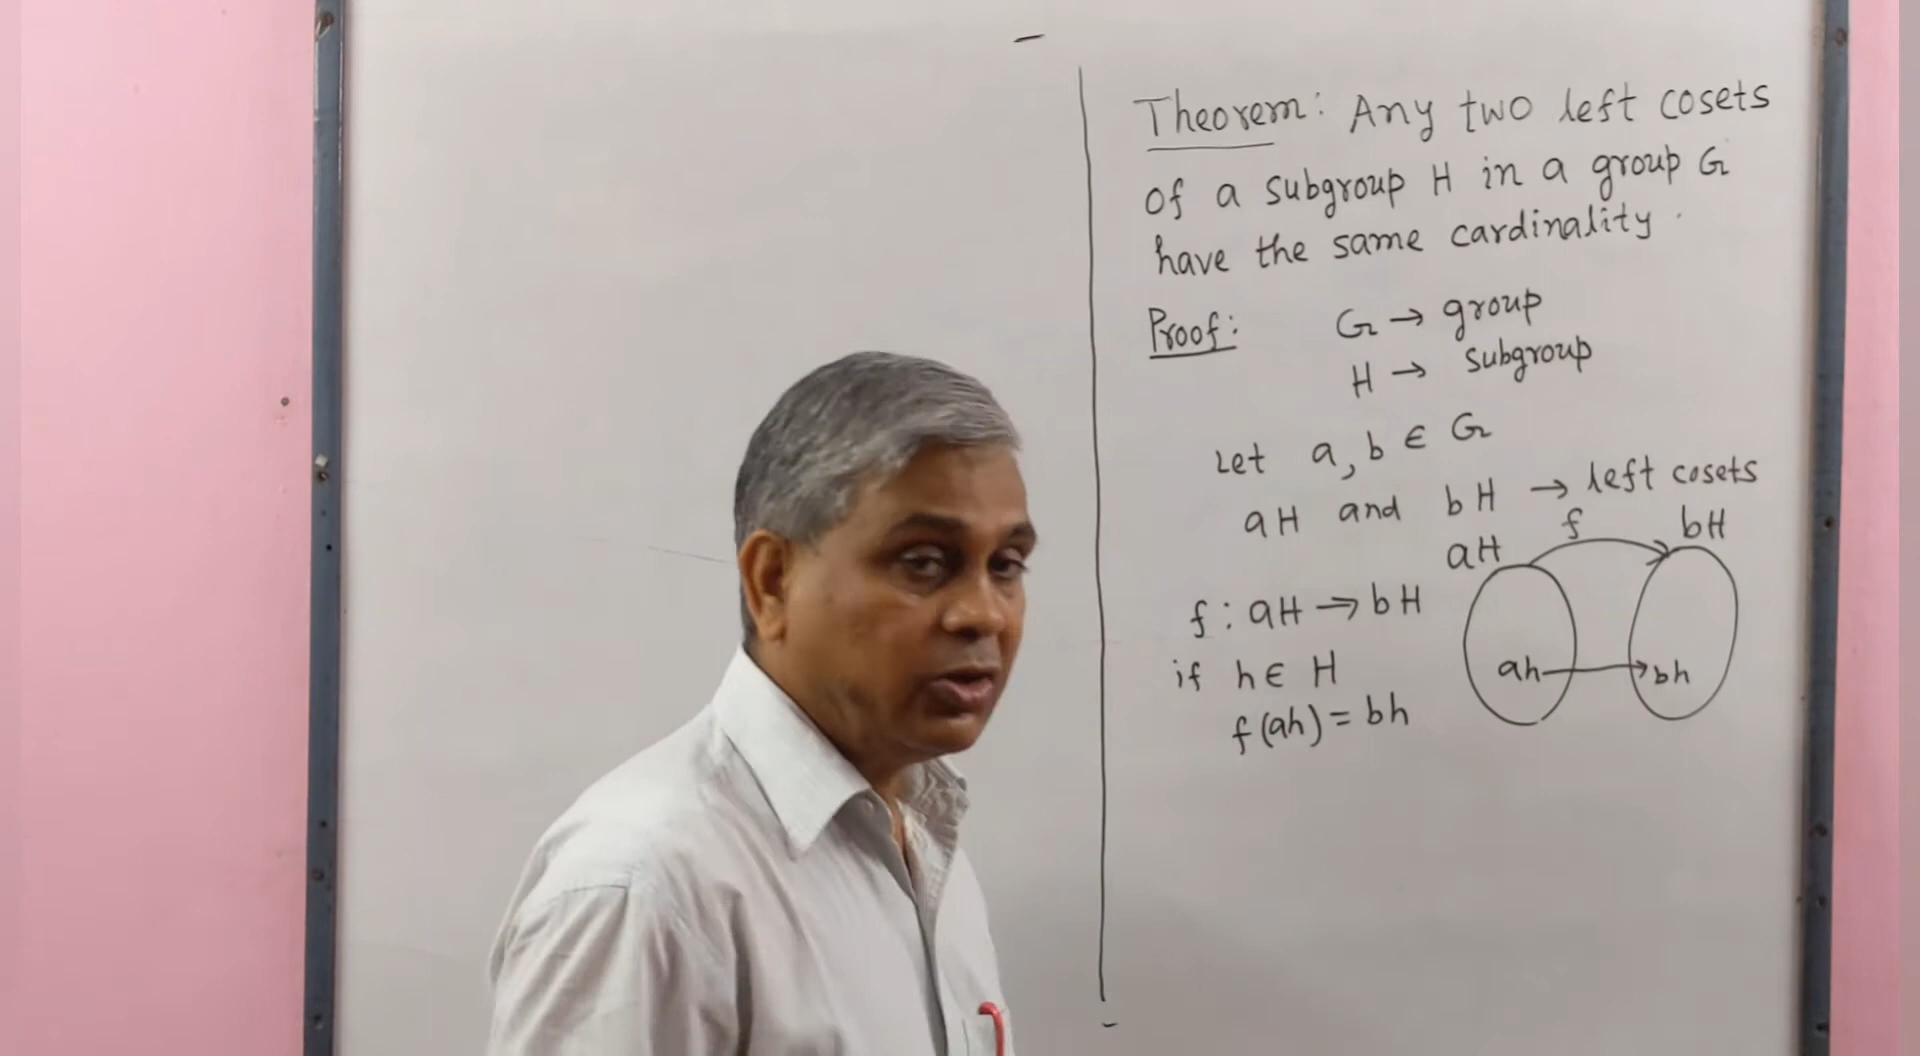 Theorem: Any two left cosets
of a subgroup H in a group G
have the same cardinality.
Proof: G → group
H → subgroup
Let a, b ∈ G
aH and bH → left cosets
f
aH bH
f : aH → bH
if h ∈ H
ah → bh
f(ah) = bh